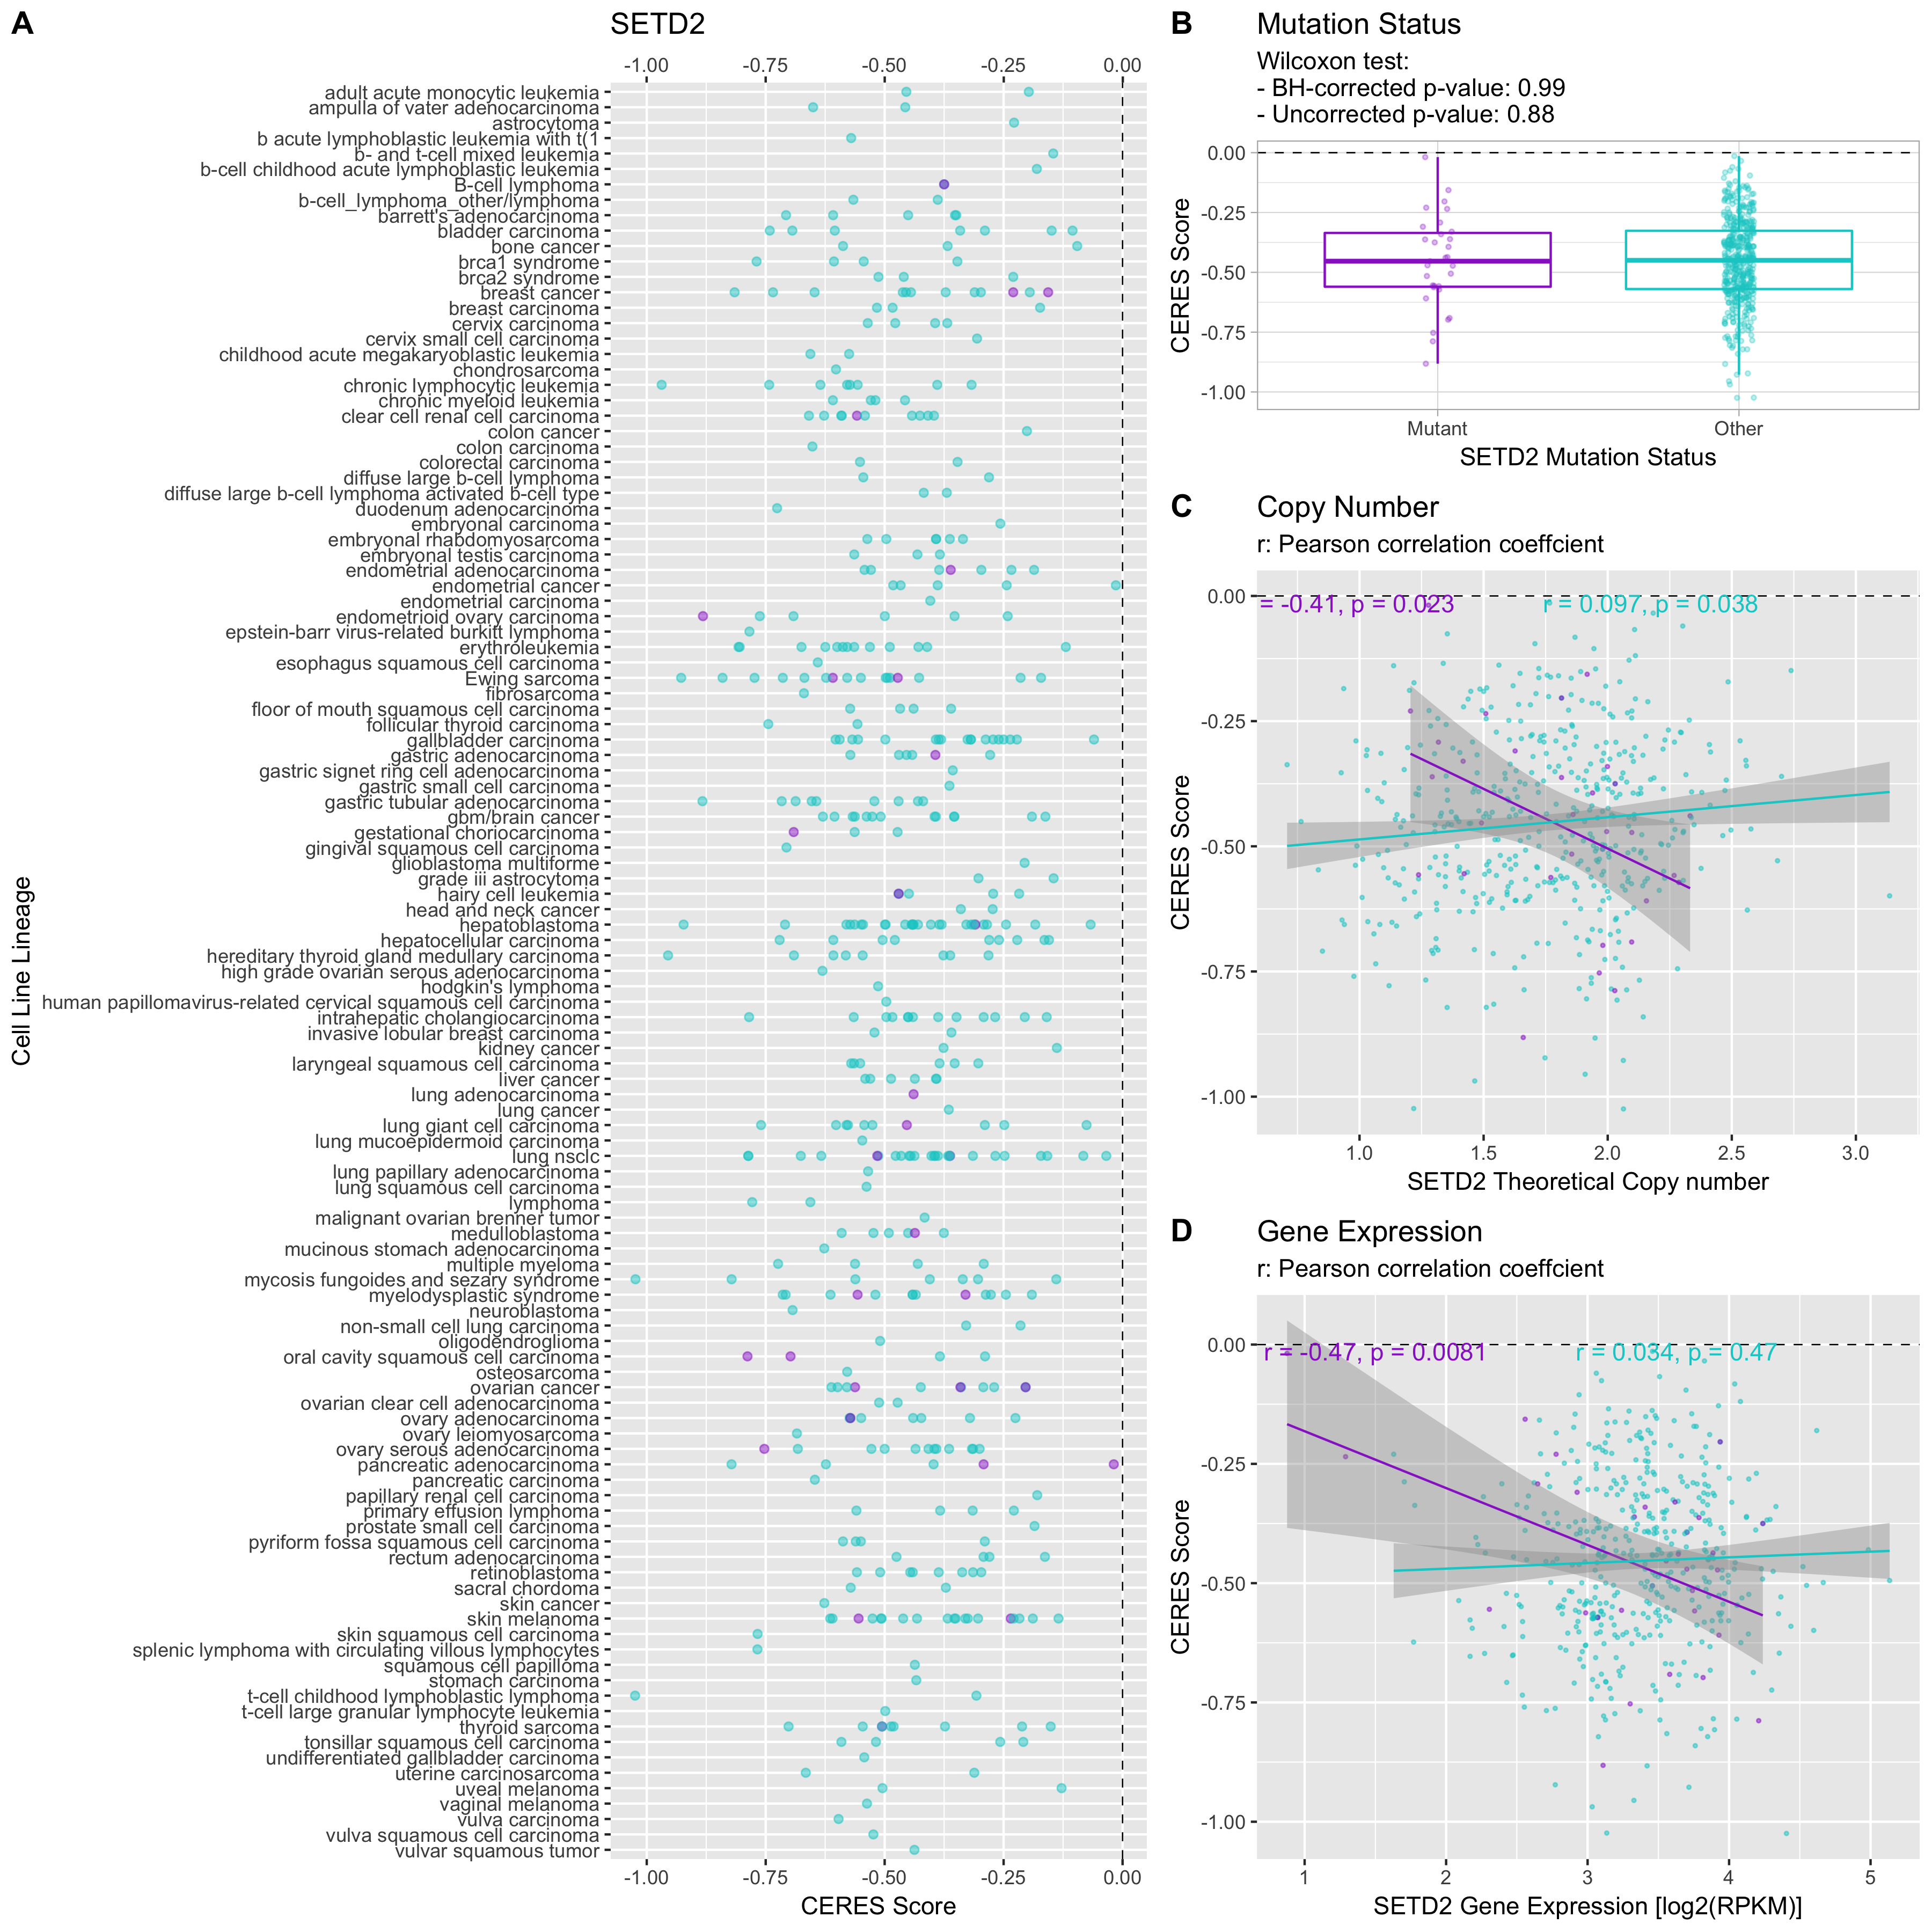 A
SETD2
-1.00 -0.75 -0.50 -0.25 0.00
adult acute monocytic leukemia
ampulla of vater adenocarcinoma
astrocytoma
b acute lymphoblastic leukemia with t(1
b- and t-cell mixed leukemia
b-cell childhood acute lymphoblastic leukemia
B-cell lymphoma
b-cell_lymphoma_other/lymphoma
barrett's adenocarcinoma
bladder carcinoma
bone cancer
brca1 syndrome
brca2 syndrome
breast cancer
breast carcinoma
cervix carcinoma
cervix small cell carcinoma
childhood acute megakaryoblastic leukemia
chondrosarcoma
chronic lymphocytic leukemia
chronic myeloid leukemia
clear cell renal cell carcinoma
colon cancer
colon carcinoma
colorectal carcinoma
diffuse large b-cell lymphoma
diffuse large b-cell lymphoma activated b-cell type
duodenum adenocarcinoma
embryonal carcinoma
embryonal rhabdomyosarcoma
embryonal testis carcinoma
endometrial adenocarcinoma
endometrial cancer
endometrial carcinoma
endometrioid ovary carcinoma
epstein-barr virus-related burkitt lymphoma
erythroleukemia
esophagus squamous cell carcinoma
Ewing sarcoma
fibrosarcoma
floor of mouth squamous cell carcinoma
follicular thyroid carcinoma
gallbladder carcinoma
gastric adenocarcinoma
gastric signet ring cell adenocarcinoma
gastric small cell carcinoma
gastric tubular adenocarcinoma
gbm/brain cancer
gestational choriocarcinoma
gingival squamous cell carcinoma
glioblastoma multiforme
grade iii astrocytoma
hairy cell leukemia
head and neck cancer
hepatoblastoma
hepatocellular carcinoma
hereditary thyroid gland medullary carcinoma
high grade ovarian serous adenocarcinoma
hodgkin's lymphoma
human papillomavirus-related cervical squamous cell carcinoma
intrahepatic cholangiocarcinoma
invasive lobular breast carcinoma
kidney cancer
laryngeal squamous cell carcinoma
liver cancer
lung adenocarcinoma
lung cancer
lung giant cell carcinoma
lung mucoepidermoid carcinoma
lung nsclc
lung papillary adenocarcinoma
lung squamous cell carcinoma
lymphoma
malignant ovarian brenner tumor
medulloblastoma
mucinous stomach adenocarcinoma
multiple myeloma
mycosis fungoides and sezary syndrome
myelodysplastic syndrome
neuroblastoma
non-small cell lung carcinoma
oligodendroglioma
oral cavity squamous cell carcinoma
osteosarcoma
ovarian cancer
ovarian clear cell adenocarcinoma
ovary adenocarcinoma
ovary leiomyosarcoma
ovary serous adenocarcinoma
pancreatic adenocarcinoma
pancreatic carcinoma
papillary renal cell carcinoma
primary effusion lymphoma
prostate small cell carcinoma
pyriform fossa squamous cell carcinoma
rectum adenocarcinoma
retinoblastoma
sacral chordoma
skin cancer
skin melanoma
skin squamous cell carcinoma
splenic lymphoma with circulating villous lymphocytes
squamous cell papilloma
stomach carcinoma
t-cell childhood lymphoblastic lymphoma
t-cell large granular lymphocyte leukemia
thyroid sarcoma
tonsillar squamous cell carcinoma
undifferentiated gallbladder carcinoma
uterine carcinosarcoma
uveal melanoma
vaginal melanoma
vulva carcinoma
vulva squamous cell carcinoma
vulvar squamous tumor
-1.00 -0.75 -0.50 -0.25 0.00
CERES Score
Cell Line Lineage
B
Mutation Status
Wilcoxon test:
- BH-corrected p-value: 0.99
- Uncorrected p-value: 0.88
0.00
-0.25
-0.50
-0.75
-1.00
CERES Score
Mutant Other
SETD2 Mutation Status
C
Copy Number
r: Pearson correlation coeffcient
= -0.41, p = 0.023
r = 0.097, p = 0.038
0.00
-0.25
-0.50
-0.75
-1.00
CERES Score
1.0 1.5 2.0 2.5 3.0
SETD2 Theoretical Copy number
D
Gene Expression
r: Pearson correlation coeffcient
r = -0.47, p = 0.0081
r = 0.034, p = 0.47
0.00
-0.25
-0.50
-0.75
-1.00
CERES Score
1 2 3 4 5
SETD2 Gene Expression [log2(RPKM)]